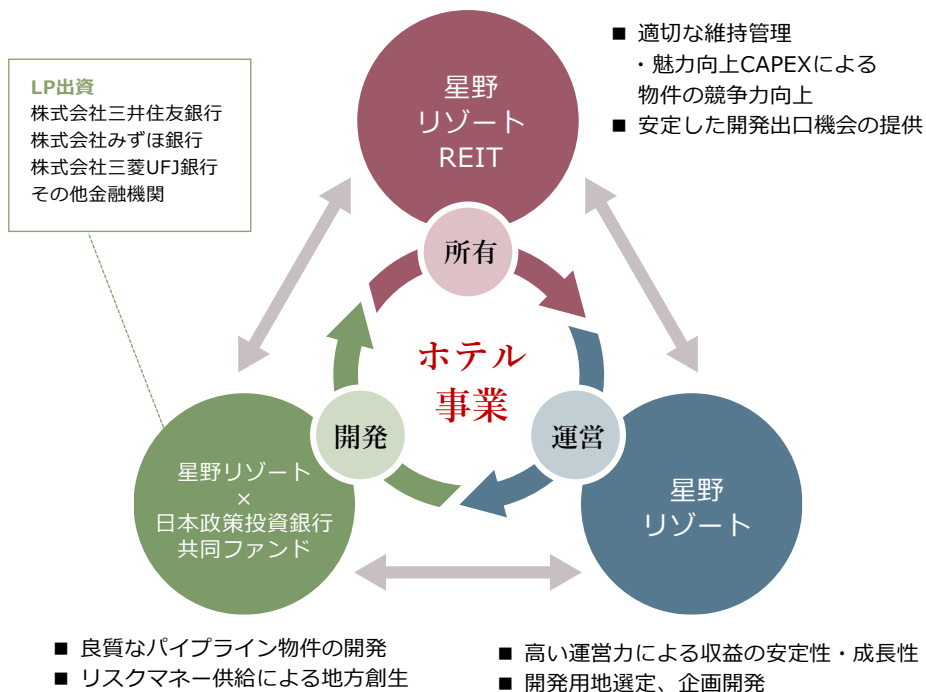 LP出資
株式会社三井住友銀行
株式会社みずほ銀行
株式会社三菱UFJ銀行
その他金融機関
星野
リゾート
REIT
■ 適切な維持管理
・魅力向上CAPEXによる
物件の競争力向上
■ 安定した開発出口機会の提供
所有
ホテル
事業
開発
運営
星野リゾート
×
日本政策投資銀行
共同ファンド
星野
リゾート
■ 良質なパイプライン物件の開発
■ リスクマネー供給による地方創生
■ 高い運営力による収益の安定性・成長性
■ 開発用地選定、企画開発